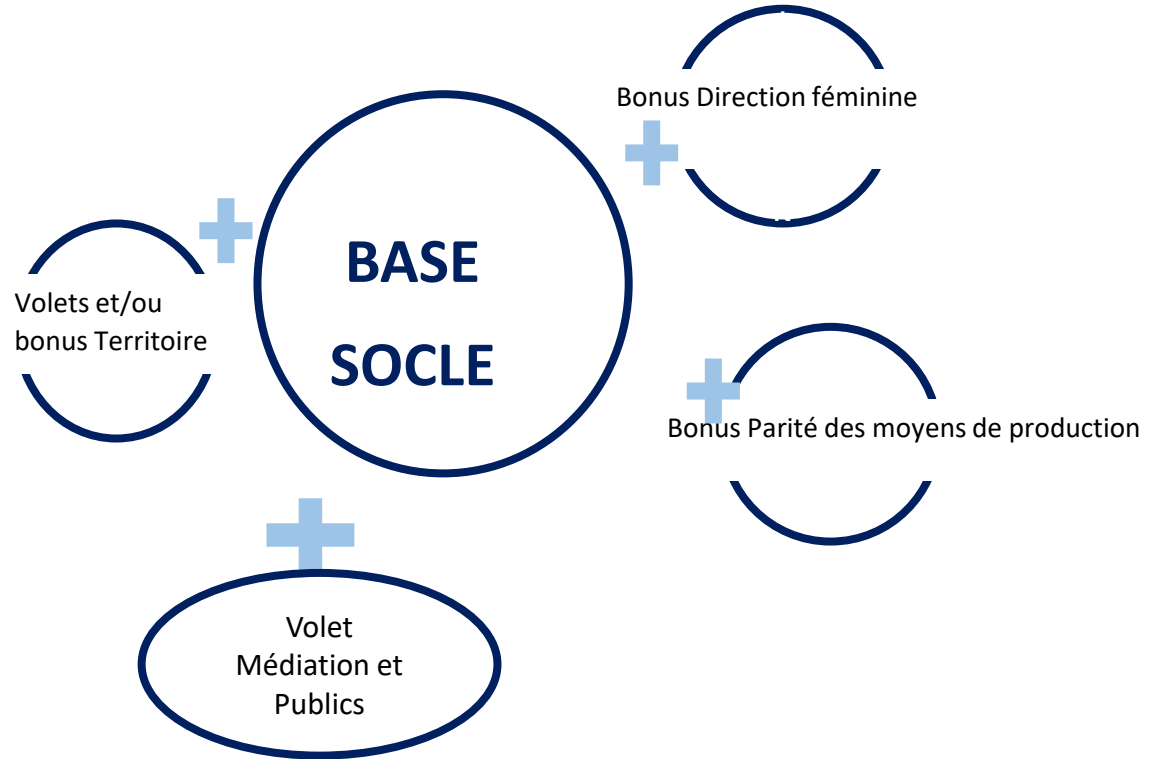 Bonus Direction féminine
BASE
SOCLE
Volets et/ou
bonus Territoire
Bonus Parité des moyens de production
Volet
Médiation et
Publics